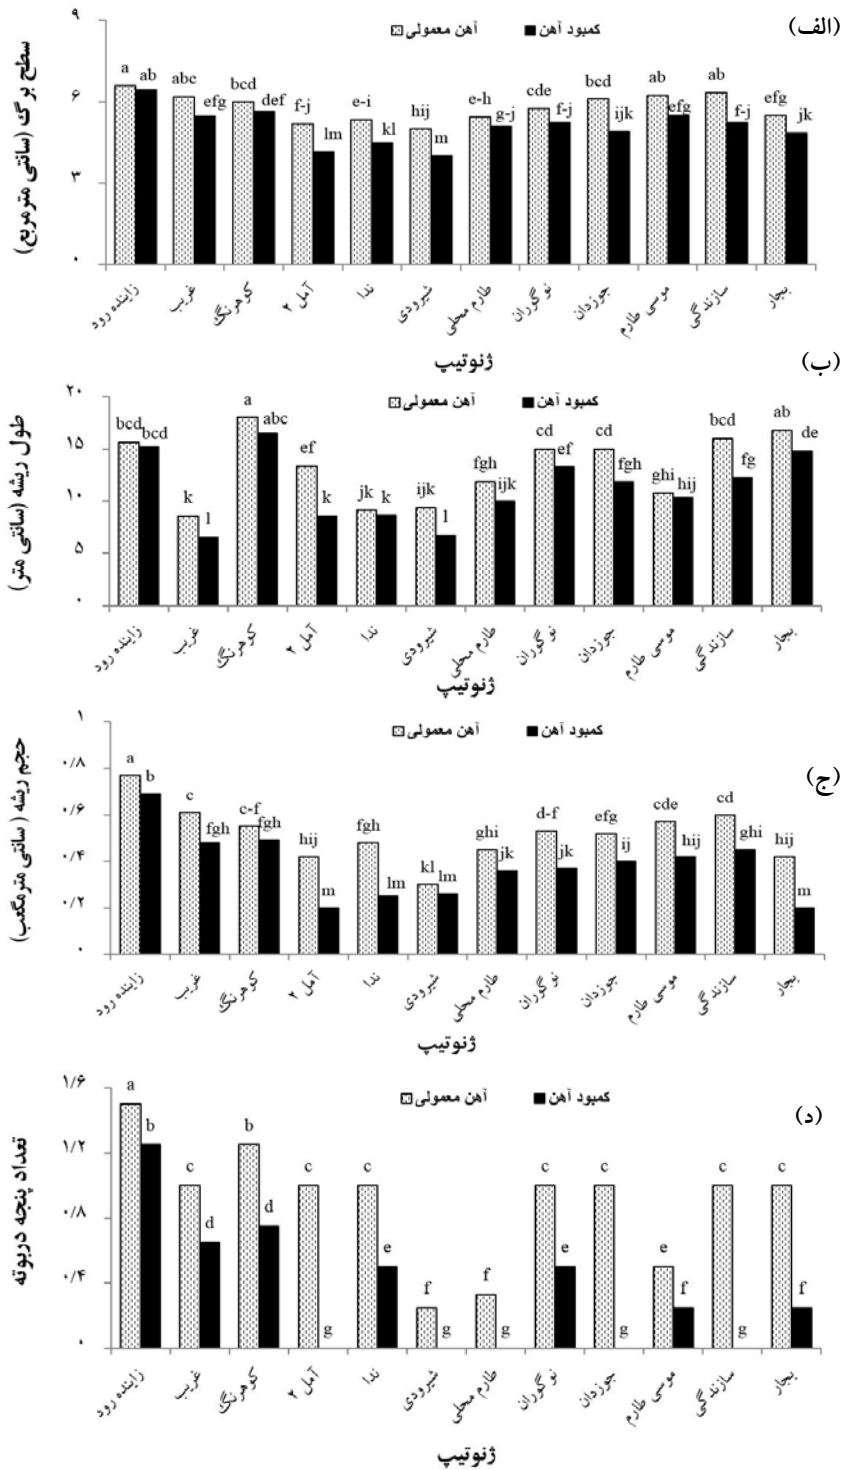 (الف)
آهن معمولی کمبود آهن
سطح برگ (سانتی مترمربع)
۹
۶
۳
۰
a ab abc efg bcd def f-j lm e-i kl hij m e-h g-j cde f-j bcd ijk ab efg ab f-j efg jk
زاینده رود غریب کوهرنگ آمل ۲ ندا شیرودی طارم محلی نوگوران جوزدان موسی طارم سازندگی بجار
ژنوتیپ
(ب)
آهن معمولی کمبود آهن
طول ریشه (سانتی متر)
۲۰
۱۵
۱۰
۵
۰
bcd bcd k l a abc ef k jk k ijk l fgh ijk cd ef cd fgh ghi hij bcd fg ab de
زاینده رود غریب کوهرنگ آمل ۲ ندا شیرودی طارم محلی نوگوران جوزدان موسی طارم سازندگی بجار
ژنوتیپ
(ج)
آهن معمولی کمبود آهن
حجم ریشه (سانتی مترمکعب)
۱
۰/۸
۰/۶
۰/۴
۰/۲
۰
a b c fgh c-f fgh hij m fgh lm kl lm ghi jk d-f jk efg ij cde hij cd ghi hij m
زاینده رود غریب کوهرنگ آمل ۲ ندا شیرودی طارم محلی نوگوران جوزدان موسی طارم سازندگی بجار
ژنوتیپ
(د)
آهن معمولی کمبود آهن
تعداد پنجه دربوته
۱/۶
۱/۲
۰/۸
۰/۴
۰
a b c d b d c g c e f g f g c e c g e f c g c f
زاینده رود غریب کوهرنگ آمل ۲ ندا شیرودی طارم محلی نوگوران جوزدان موسی طارم سازندگی بجار
ژنوتیپ